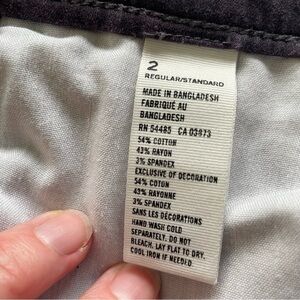 2
REGULAR/STANDARD
MADE IN BANGLADESH
FABRIQUÉ AU
BANGLADESH
RN 54485 CA 03973
54% COTTON
43% RAYON
3% SPANDEX
EXCLUSIVE OF DECORATION
54% COTON
43% RAYONNE
3% SPANDEX
SANS LES DÉCORATIONS
HAND WASH COLD
SEPARATELY. DO NOT
BLEACH. LAY FLAT TO DRY.
COOL IRON IF NEEDED.